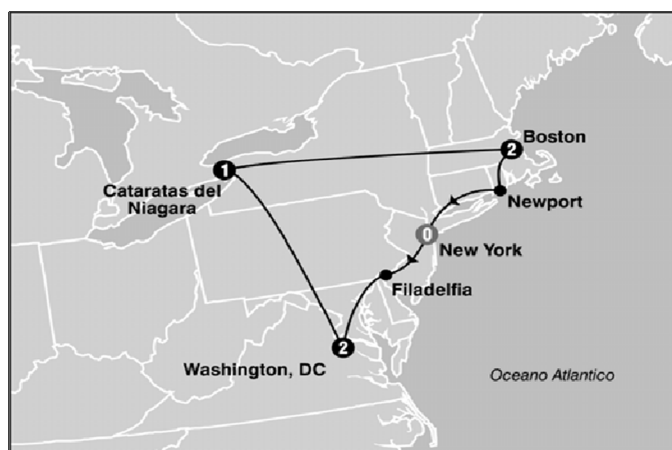 Boston
2
1
Cataratas del
Niagara
Newport
0
New York
Filadelfia
2
Washington, DC
Oceano Atlantico